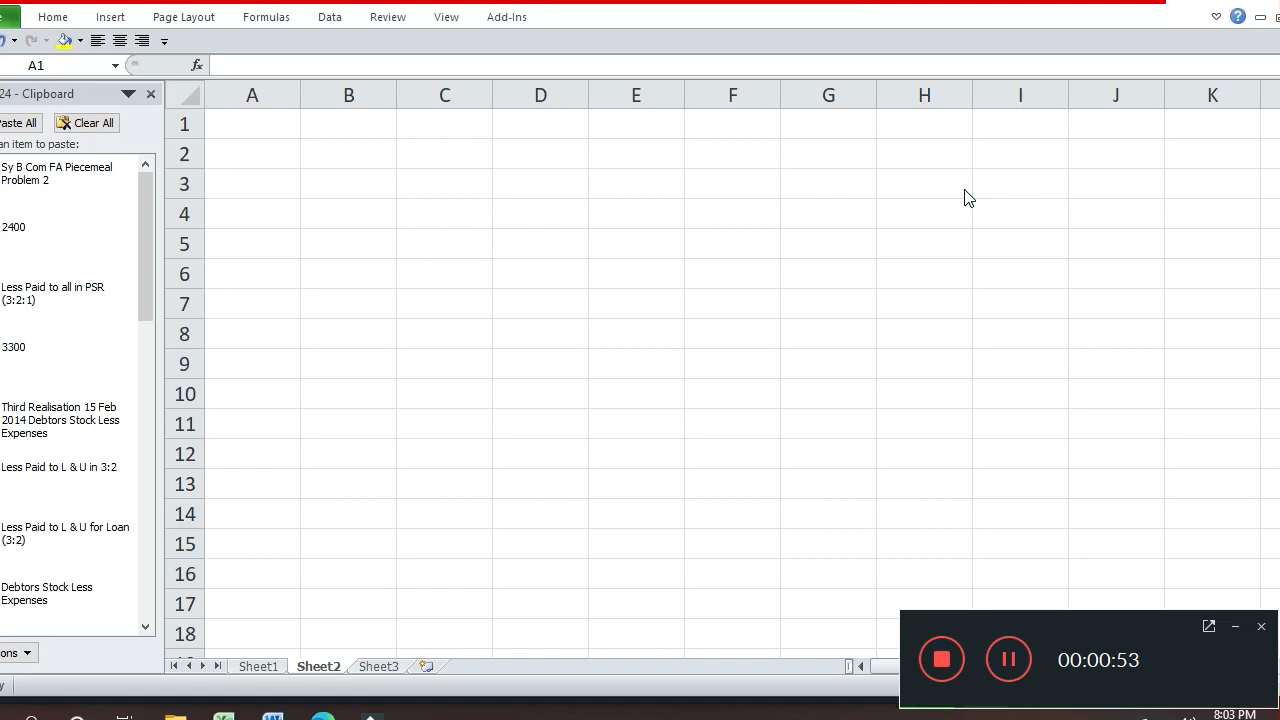 Home Insert Page Layout Formulas Data Review View Add-Ins
A1 fx
24 - Clipboard
A B C D E F G H I J K
Paste All Clear All
an item to paste:
1
2
3
4
5
6
7
8
9
10
11
12
13
14
15
16
17
18
Sy B Com FA Piecemeal
Problem 2
2400
Less Paid to all in PSR
(3:2:1)
3300
Third Realisation 15 Feb
2014 Debtors Stock Less
Expenses
Less Paid to L & U in 3:2
Less Paid to L & U for Loan
(3:2)
Debtors Stock Less
Expenses
ons
Sheet1 Sheet2 Sheet3
00:00:53
8:03 PM